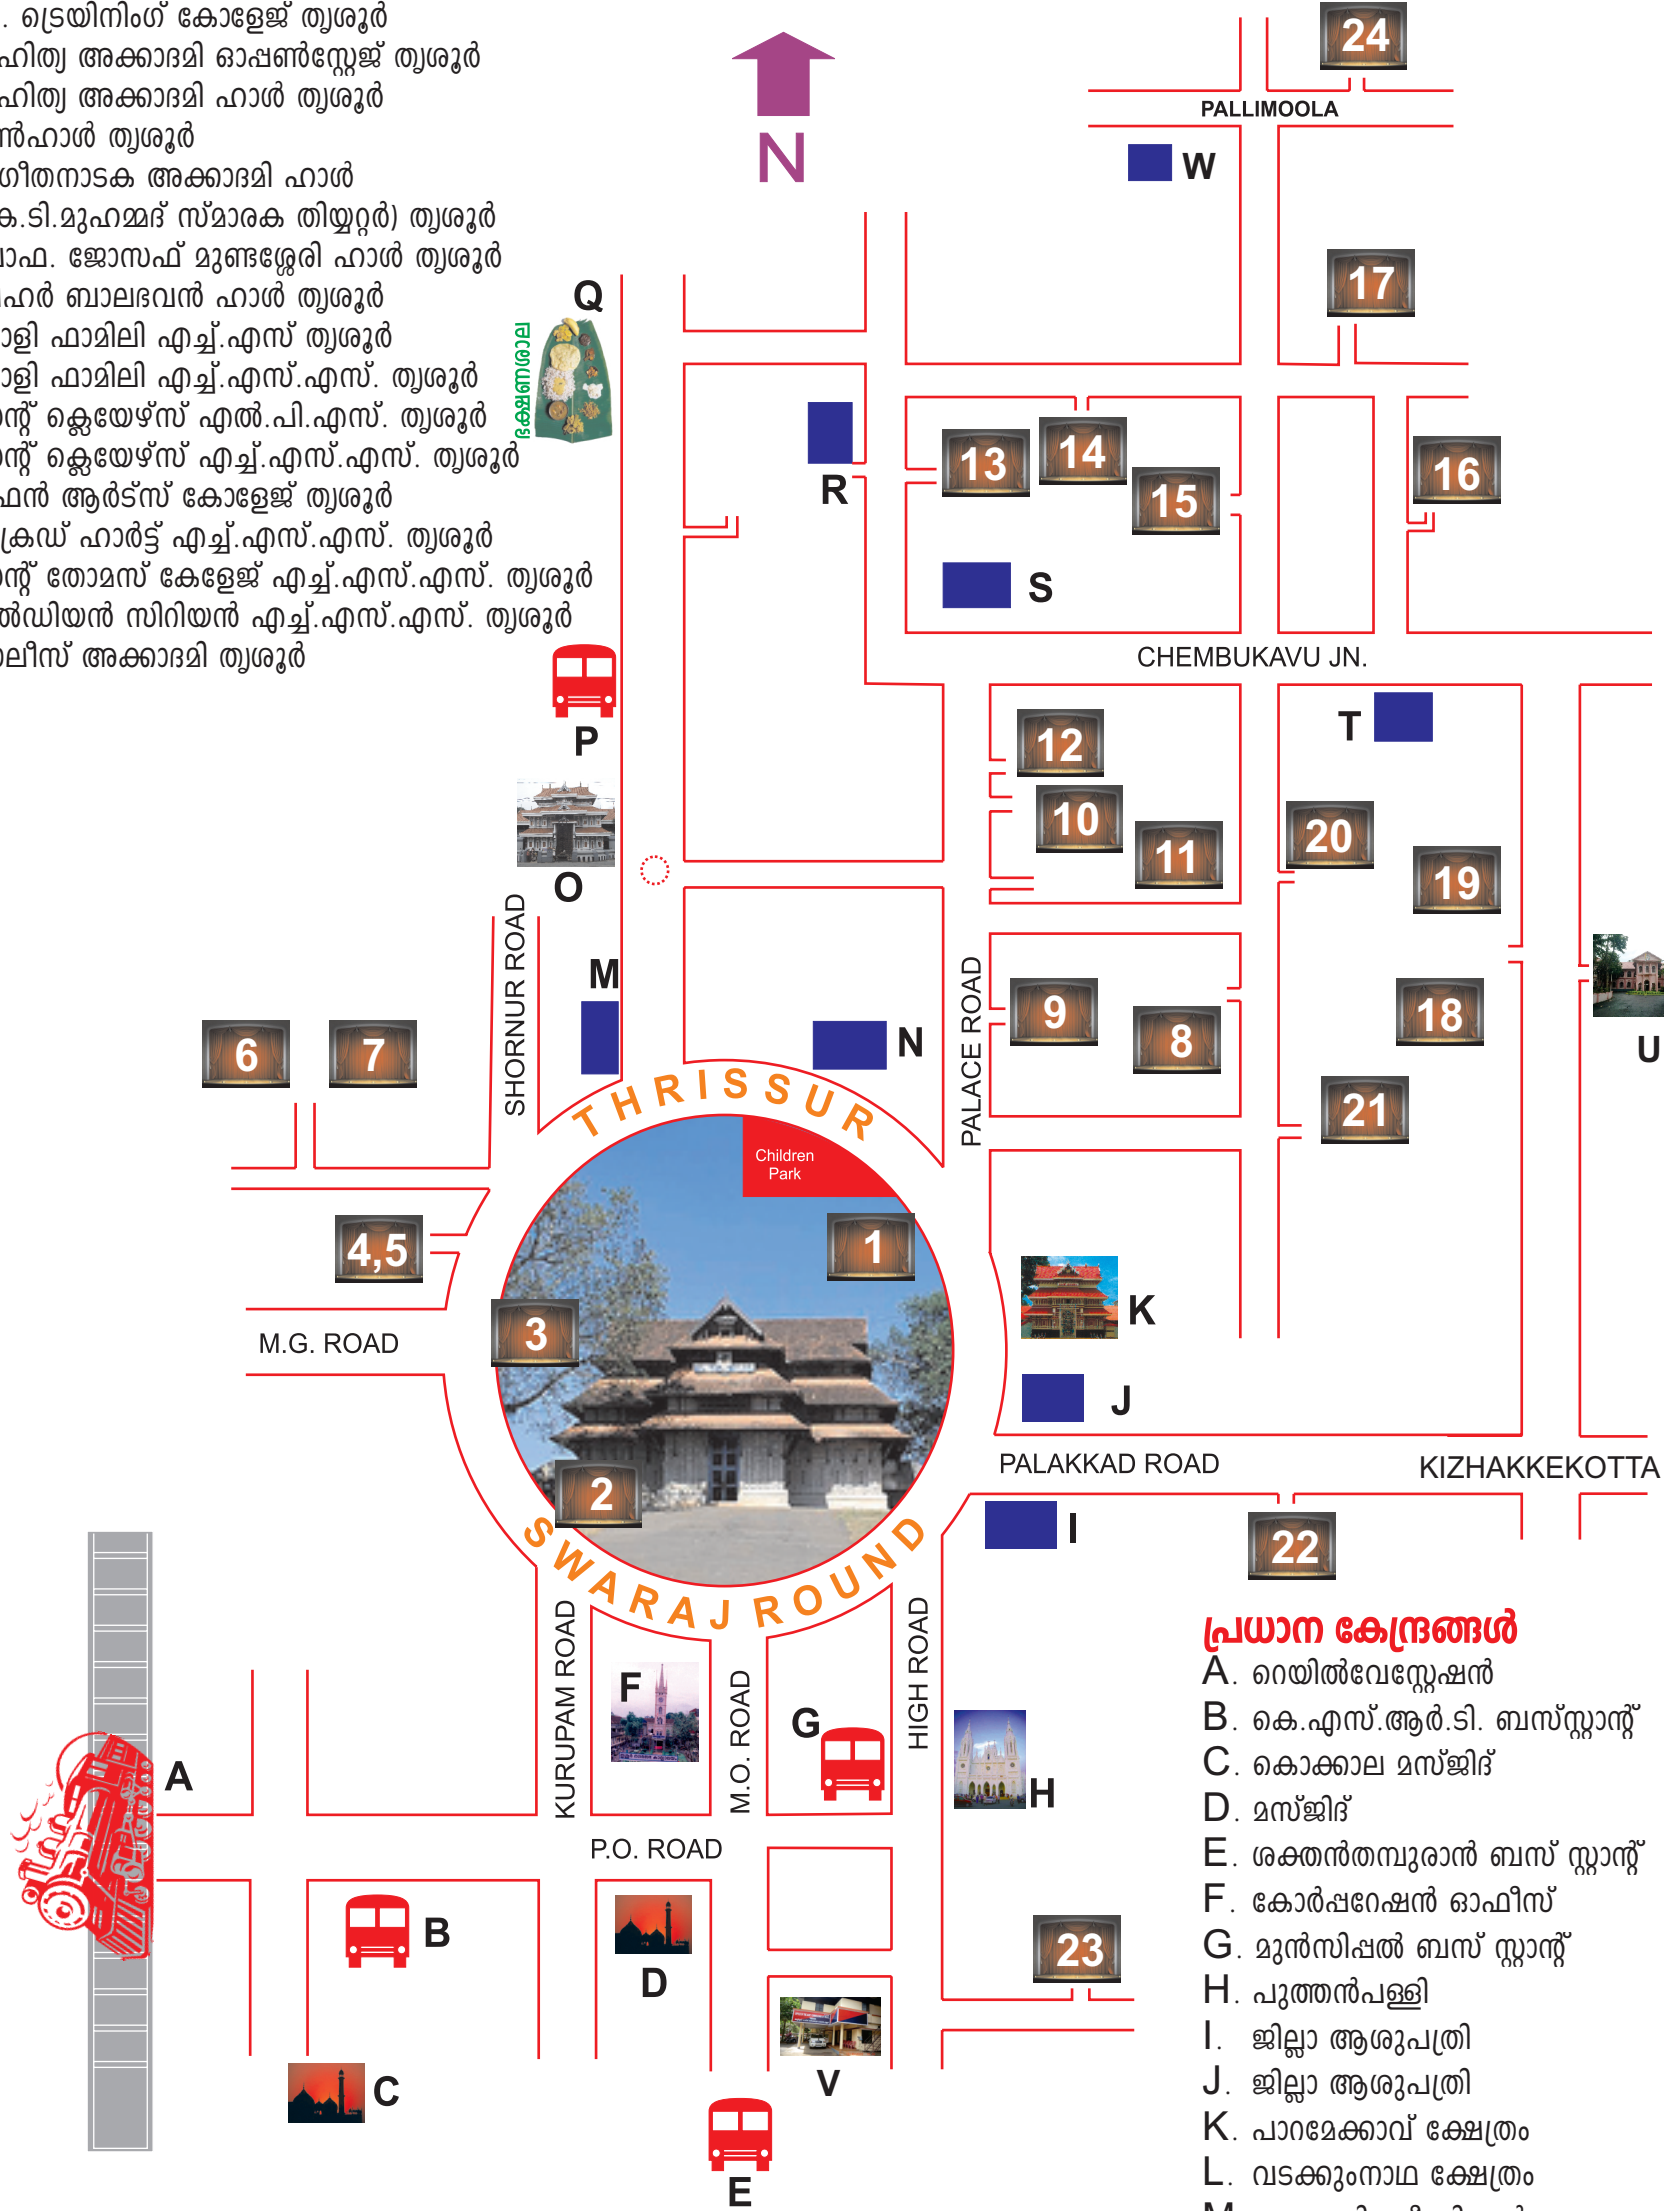 . ട്രെയിനിംഗ് കോളേജ് തൃശൂർ
ഹിത്യ അക്കാദമി ഓപ്പൺസ്റ്റേജ് തൃശൂർ
ഹിത്യ അക്കാദമി ഹാൾ തൃശൂർ
ൺഹാൾ തൃശൂർ
ഗീതനാടക അക്കാദമി ഹാൾ
കെ.ടി.മുഹമ്മദ് സ്മാരക തിയ്യറ്റർ) തൃശൂർ
ജോസഫ് മുണ്ടശ്ശേരി ഹാൾ തൃശൂർ
ബാലഭവൻ ഹാൾ തൃശൂർ
ഫാമിലി എച്ച്.എസ് തൃശൂർ
ഫാമിലി എച്ച്.എസ്.എസ്. തൃശൂർ
ക്ലെയേഴ്സ് എൽ.പി.എസ്. തൃശൂർ
ക്ലെയേഴ്സ് എച്ച്.എസ്.എസ്. തൃശൂർ
ആർട്സ് കോളേജ് തൃശൂർ
ഹാർട്ട് എച്ച്.എസ്.എസ്. തൃശൂർ
തോമസ് കേളേജ് എച്ച്.എസ്.എസ്. തൃശൂർ
സിറിയൻ എച്ച്.എസ്.എസ്. തൃശൂർ
അക്കാദമി തൃശൂർ
N
24
PALLIMOOLA
W
17
Q
ഭക്ഷണശാല
R
13
14
15
16
S
CHEMBUKAVU JN.
P
T
12
10
11
20
19
O
SHORNUR ROAD
M
N
PALACE ROAD
9
8
18
U
6
7
21
THRISSUR
Children
Park
4,5
1
3
K
M.G. ROAD
J
PALAKKAD ROAD
KIZHAKKEKOTTA
2
I
22
SWARAJ ROUND
KURUPAM ROAD
F
M.O. ROAD
G
HIGH ROAD
H
A
P.O. ROAD
B
D
23
C
V
E
പ്രധാന കേന്ദ്രങ്ങൾ
A. റെയിൽവേസ്റ്റേഷൻ
B. കെ.എസ്.ആർ.ടി. ബസ്സ്റ്റാന്റ്
C. കൊക്കാല മസ്ജിദ്
D. മസ്ജിദ്
E. ശക്തൻതമ്പുരാൻ ബസ് സ്റ്റാന്റ്
F. കോർപ്പറേഷൻ ഓഫീസ്
G. മുൻസിപ്പൽ ബസ് സ്റ്റാന്റ്
H. പുത്തൻപള്ളി
I. ജില്ലാ ആശുപത്രി
J. ജില്ലാ ആശുപത്രി
K. പാറമേക്കാവ് ക്ഷേത്രം
L. വടക്കുംനാഥ ക്ഷേത്രം